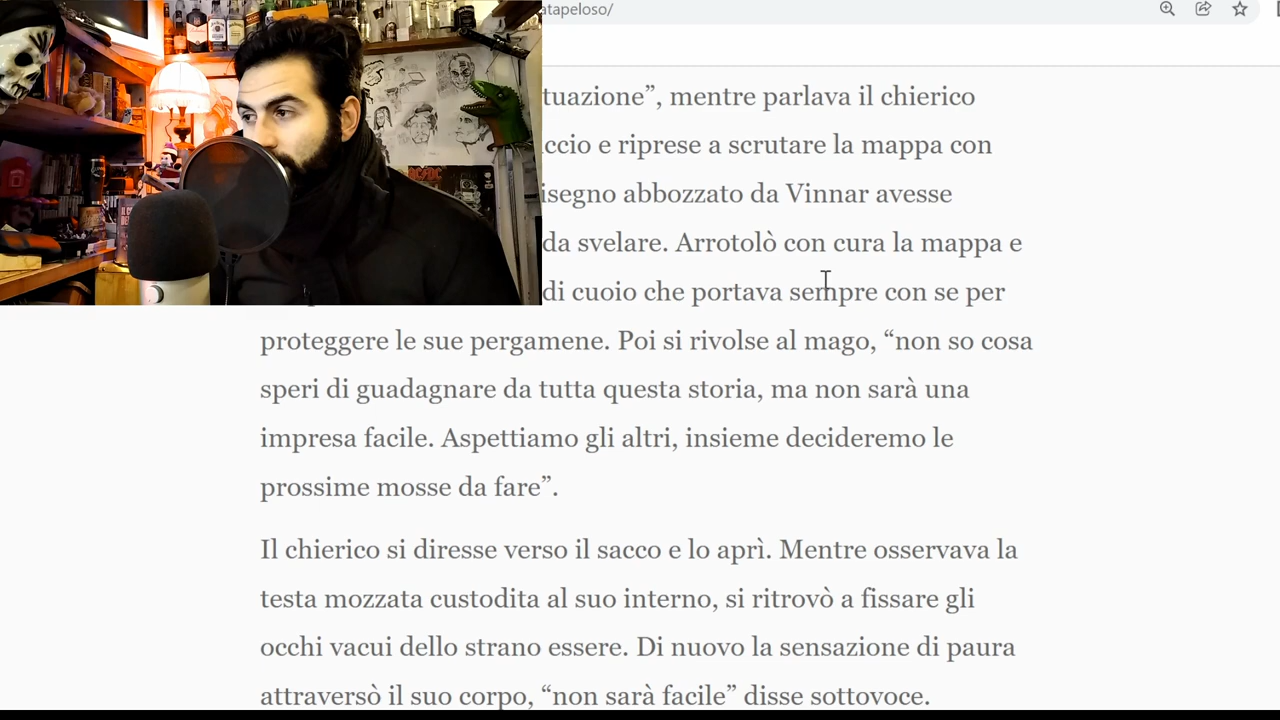 atapeloso/
tuazione”, mentre parlava il chierico
ccio e riprese a scrutare la mappa con
isegno abbozzato da Vinnar avesse
da svelare. Arrotolò con cura la mappa e
di cuoio che portava sempre con se per
proteggere le sue pergamene. Poi si rivolse al mago, “non so cosa
speri di guadagnare da tutta questa storia, ma non sarà una
impresa facile. Aspettiamo gli altri, insieme decideremo le
prossime mosse da fare”.
Il chierico si diresse verso il sacco e lo aprì. Mentre osservava la
testa mozzata custodita al suo interno, si ritrovò a fissare gli
occhi vacui dello strano essere. Di nuovo la sensazione di paura
attraversò il suo corpo, “non sarà facile” disse sottovoce.
AC/DC